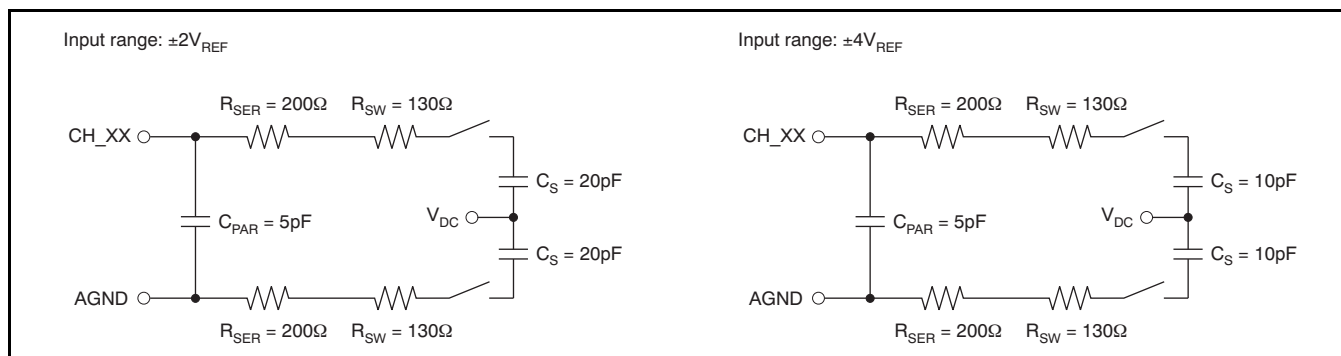 Input range: ±2V_REF
R_SER = 200Ω R_SW = 130Ω
CH_XX
C_S = 20pF
C_PAR = 5pF
V_DC
C_S = 20pF
AGND
R_SER = 200Ω R_SW = 130Ω
Input range: ±4V_REF
R_SER = 200Ω R_SW = 130Ω
CH_XX
C_S = 10pF
C_PAR = 5pF
V_DC
C_S = 10pF
AGND
R_SER = 200Ω R_SW = 130Ω